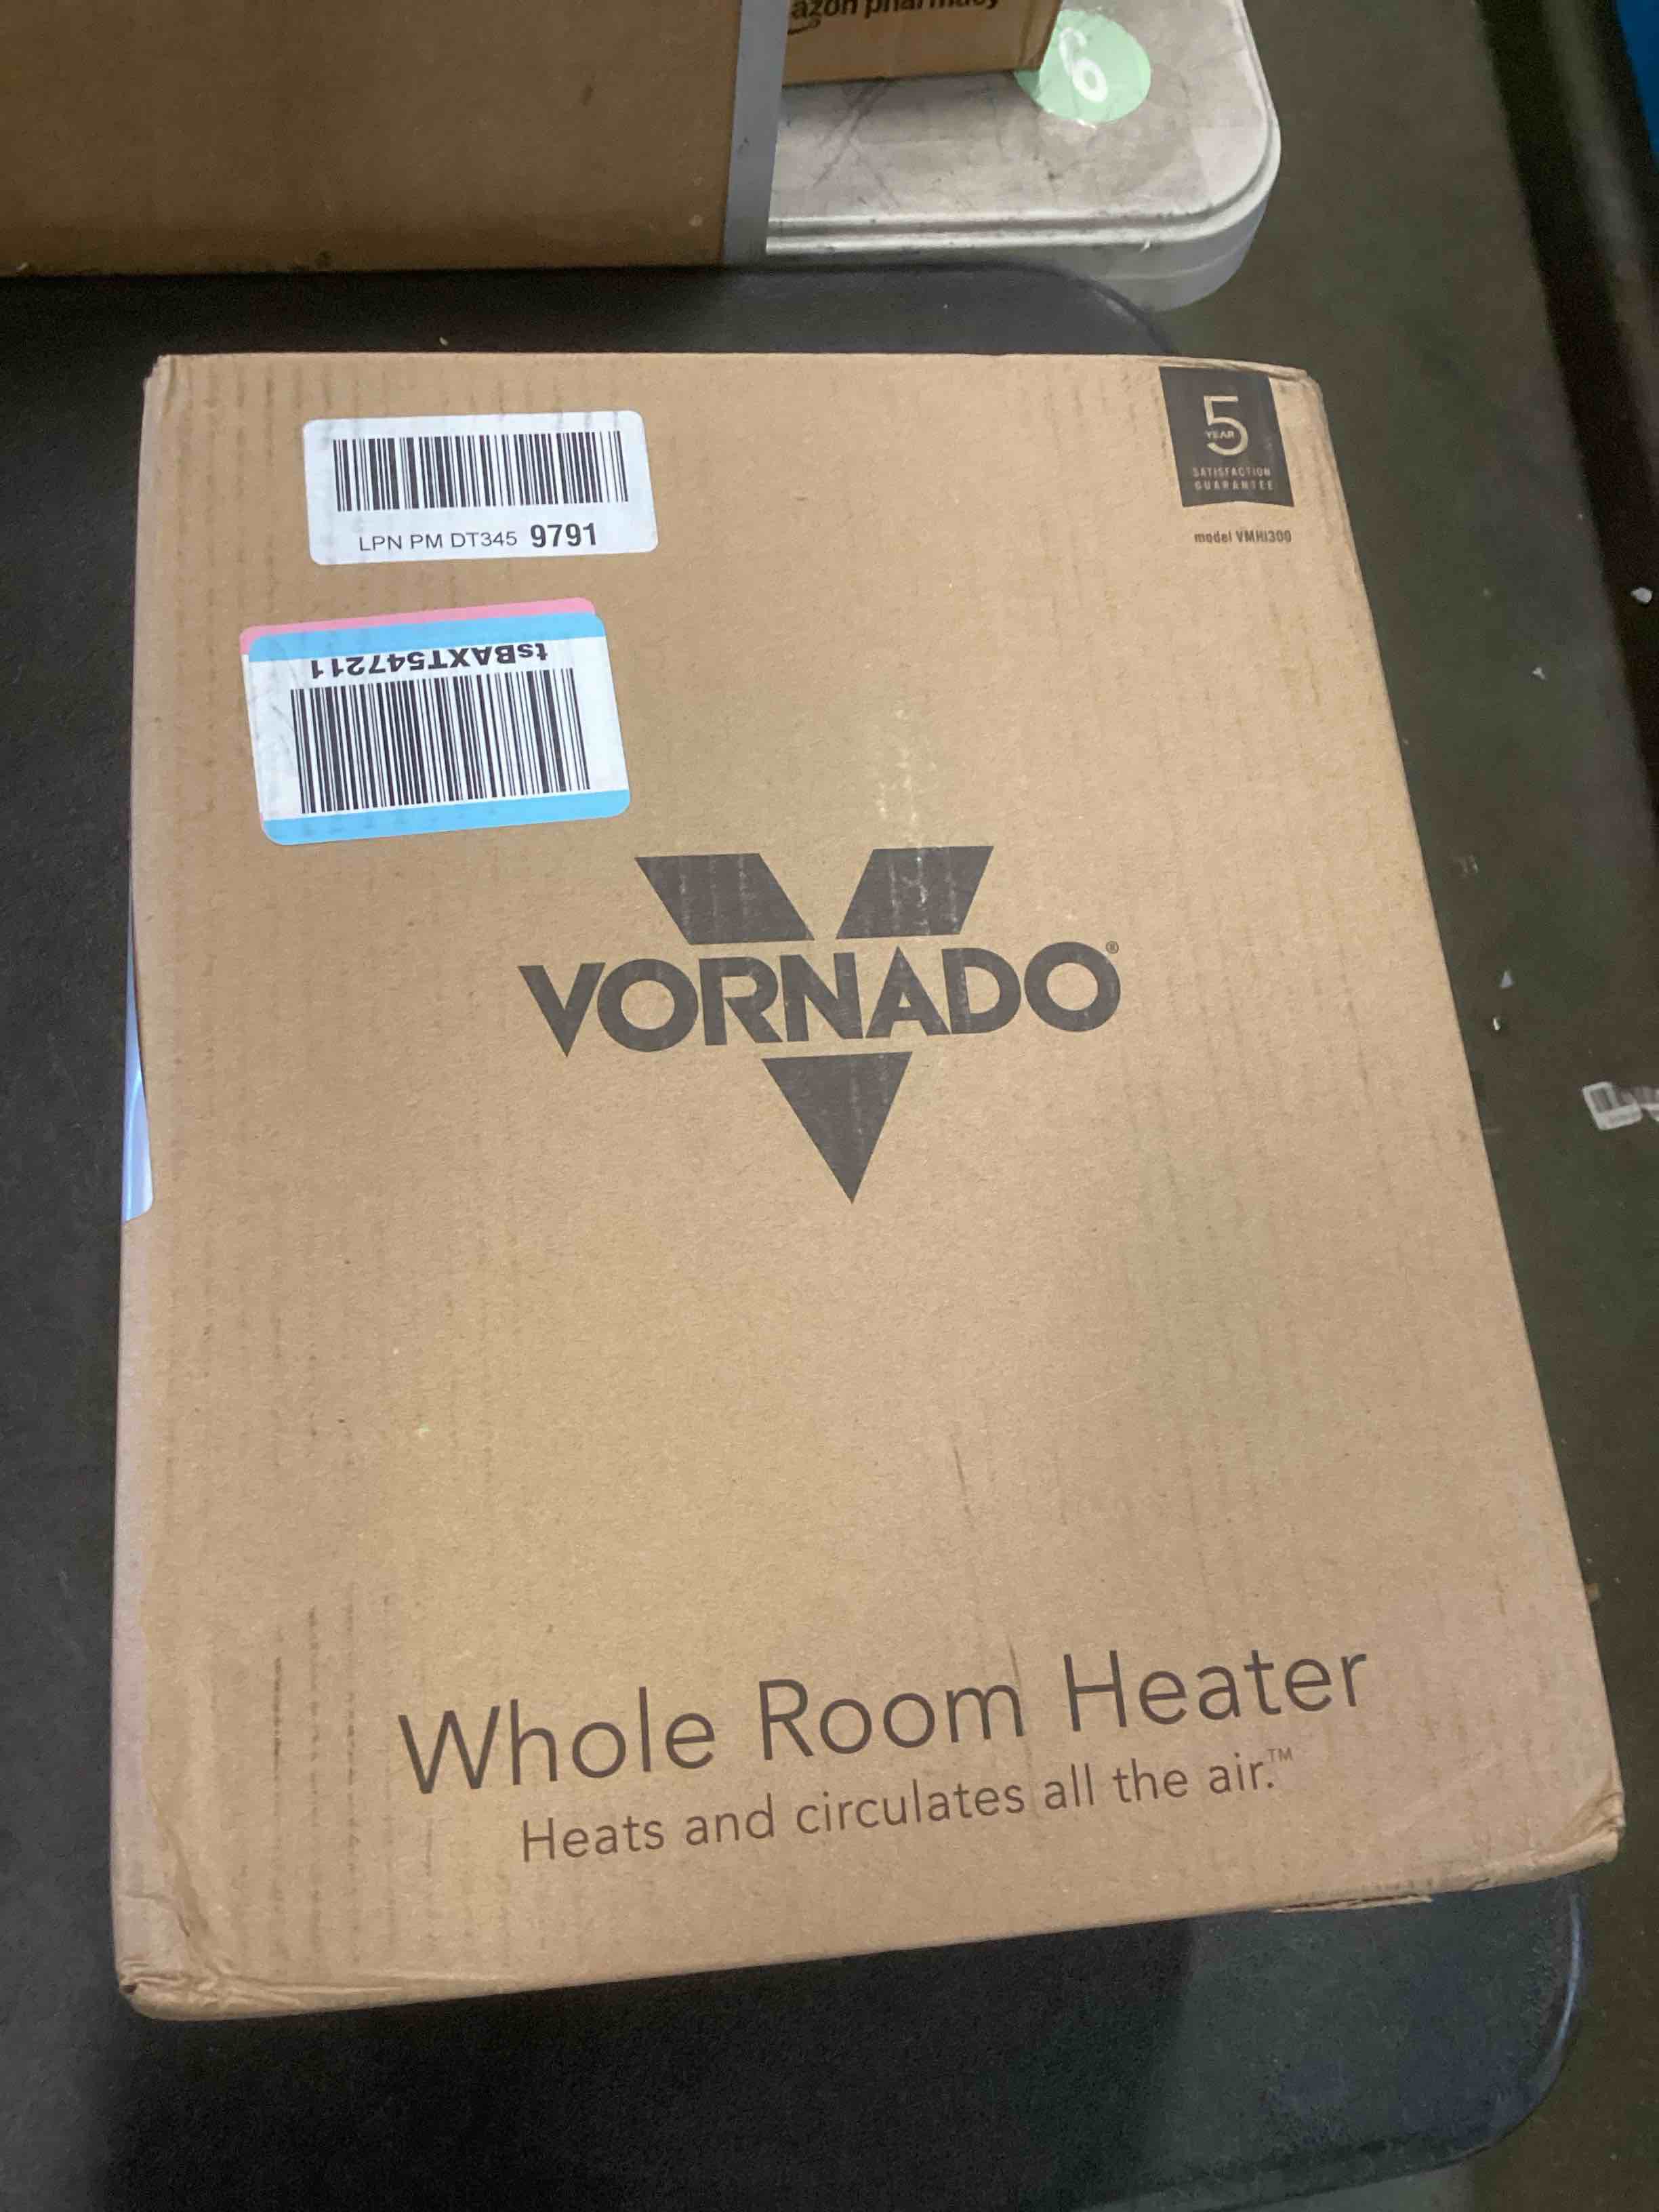 azon pharmacy
6
5
YEAR
SATISFACTION
GUARANTEE
model VMHI300
LPN PM DT345 9791
tsBAXT547211
VORNADO®
Whole Room Heater
Heats and circulates all the air.™